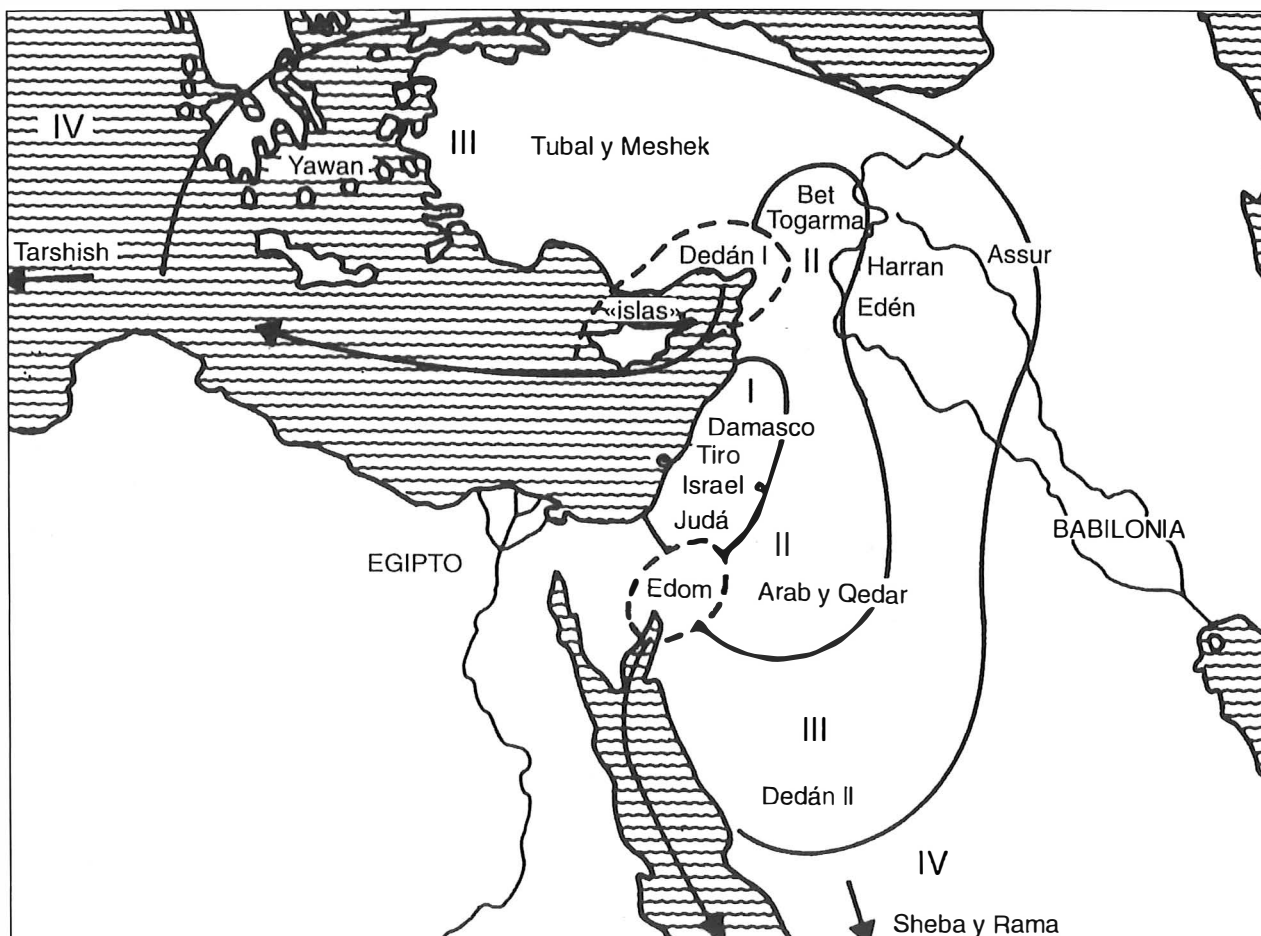 IV
III
Tubal y Meshek
Yawan
Bet
Togarma
Tarshish
Dedán I
II
Harran
Assur
«islas»
Edén
I
Damasco
Tiro
Israel
Judá
II
BABILONIA
EGIPTO
Edom
Arab y Qedar
III
Dedán II
IV
Sheba y Rama